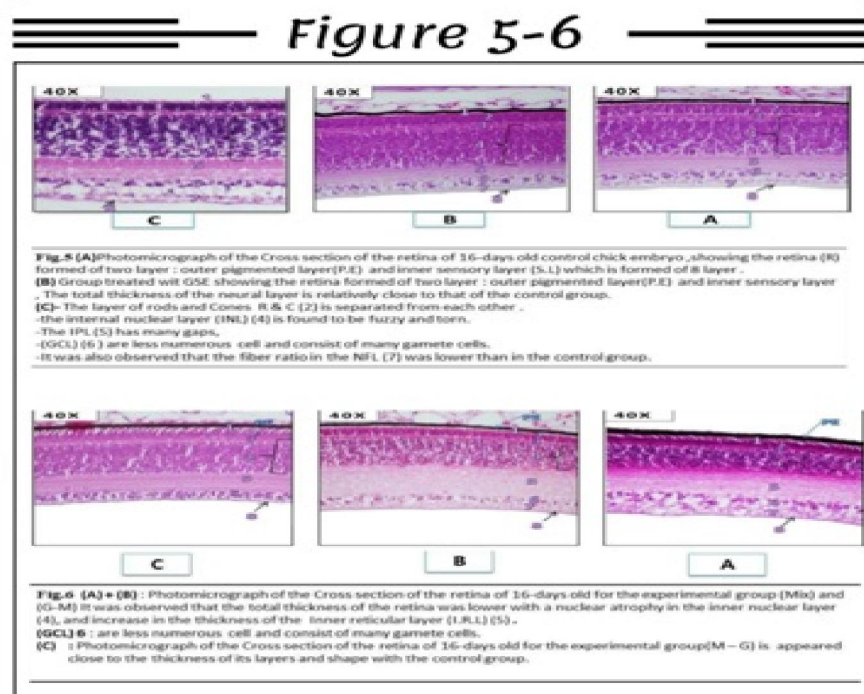 Figure 5-6
40X
40X
40X
C
B
A
Fig.5 (A)Photomicrograph of the Cross section of the retina of 16-days old control chick embryo ,showing the retina (R)
formed of two layer : outer pigmented layer(P.E) and inner sensory layer (S.L) which is formed of 8 layer .
(B) Group treated wit GSE showing the retina formed of two layer : outer pigmented layer(P.E) and inner sensory layer
, The total thickness of the neural layer is relatively close to that of the control group.
(C)- The layer of rods and Cones R & C (2) is separated from each other .
-the internal nuclear layer (INL) (4) is found to be fuzzy and torn.
-The IPL (5) has many gaps,
-(GCL) (6 ) are less numerous cell and consist of many gamete cells.
-It was also observed that the fiber ratio in the NFL (7) was lower than in the control group.
40X
40X
40X
PE
C
B
A
Fig.6 (A) + (B) : Photomicrograph of the Cross section of the retina of 16-days old for the experimental group (Mix) and
(G-M) It was observed that the total thickness of the retina was lower with a nuclear atrophy in the inner nuclear layer
(4), and increase in the thickness of the Inner reticular layer (I.R.L) (5) .
(GCL) 6 : are less numerous cell and consist of many gamete cells.
(C) : Photomicrograph of the Cross section of the retina of 16-days old for the experimental group(M – G) is appeared
close to the thickness of its layers and shape with the control group.